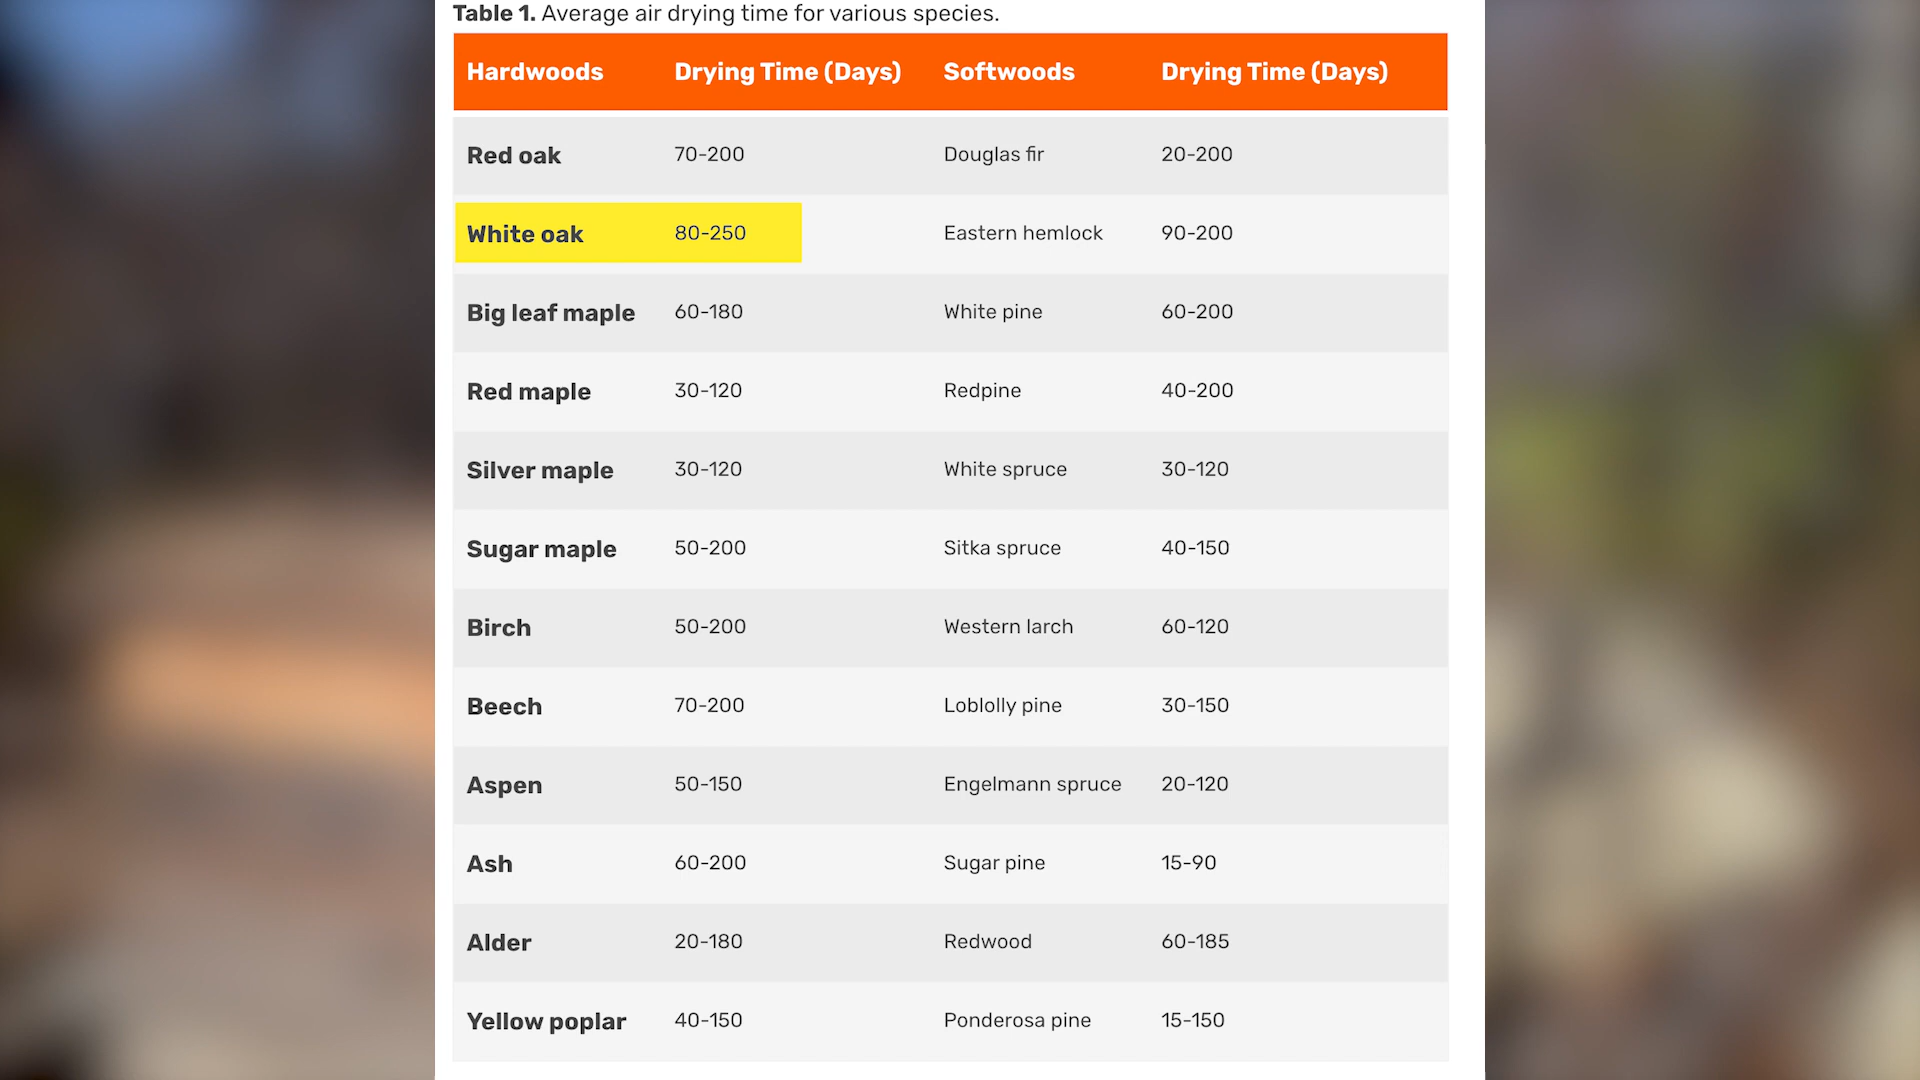 Table 1. Average air drying time for various species.
Hardwoods Drying Time (Days) Softwoods Drying Time (Days)
Red oak 70-200 Douglas fir 20-200
White oak 80-250 Eastern hemlock 90-200
Big leaf maple 60-180 White pine 60-200
Red maple 30-120 Redpine 40-200
Silver maple 30-120 White spruce 30-120
Sugar maple 50-200 Sitka spruce 40-150
Birch 50-200 Western larch 60-120
Beech 70-200 Loblolly pine 30-150
Aspen 50-150 Engelmann spruce 20-120
Ash 60-200 Sugar pine 15-90
Alder 20-180 Redwood 60-185
Yellow poplar 40-150 Ponderosa pine 15-150